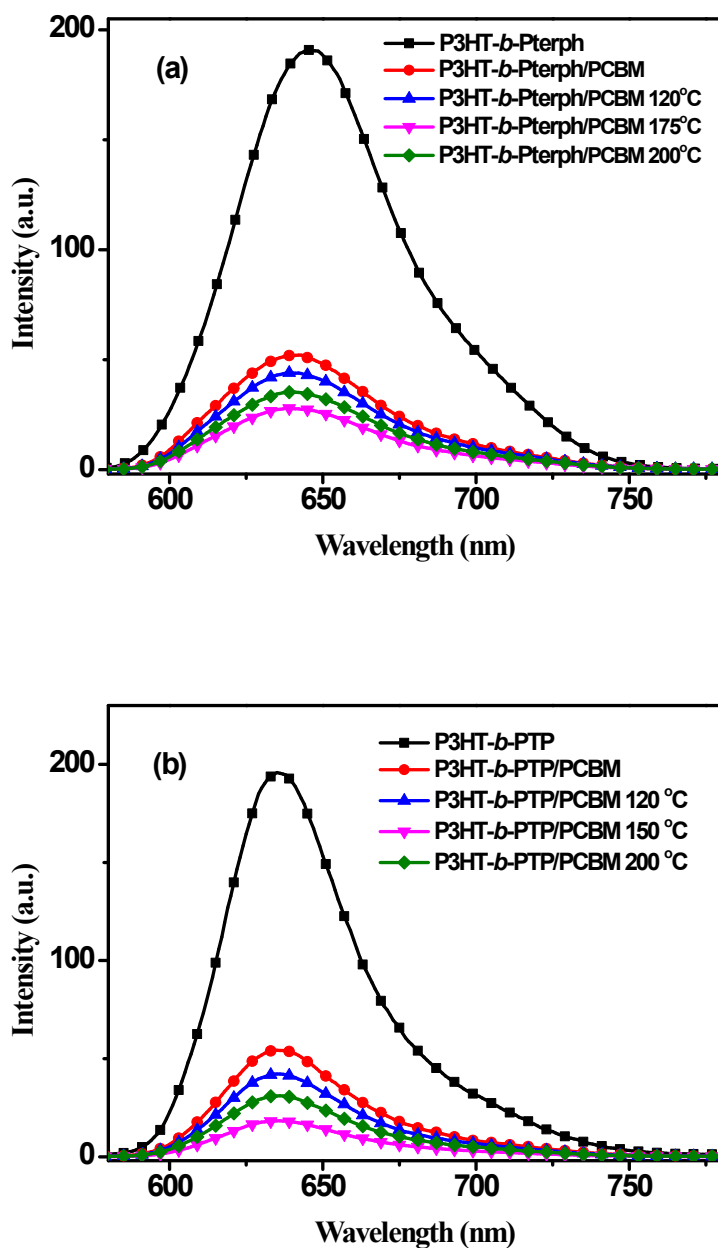 200
(a)
P3HT-b-Pterph
P3HT-b-Pterph/PCBM
P3HT-b-Pterph/PCBM 120°C
P3HT-b-Pterph/PCBM 175°C
P3HT-b-Pterph/PCBM 200°C
100
Intensity (a.u.)
0
600 650 700 750
Wavelength (nm)
(b)
P3HT-b-PTP
P3HT-b-PTP/PCBM
P3HT-b-PTP/PCBM 120 °C
P3HT-b-PTP/PCBM 150 °C
P3HT-b-PTP/PCBM 200 °C
200
100
Intensity (a.u.)
0
600 650 700 750
Wavelength (nm)